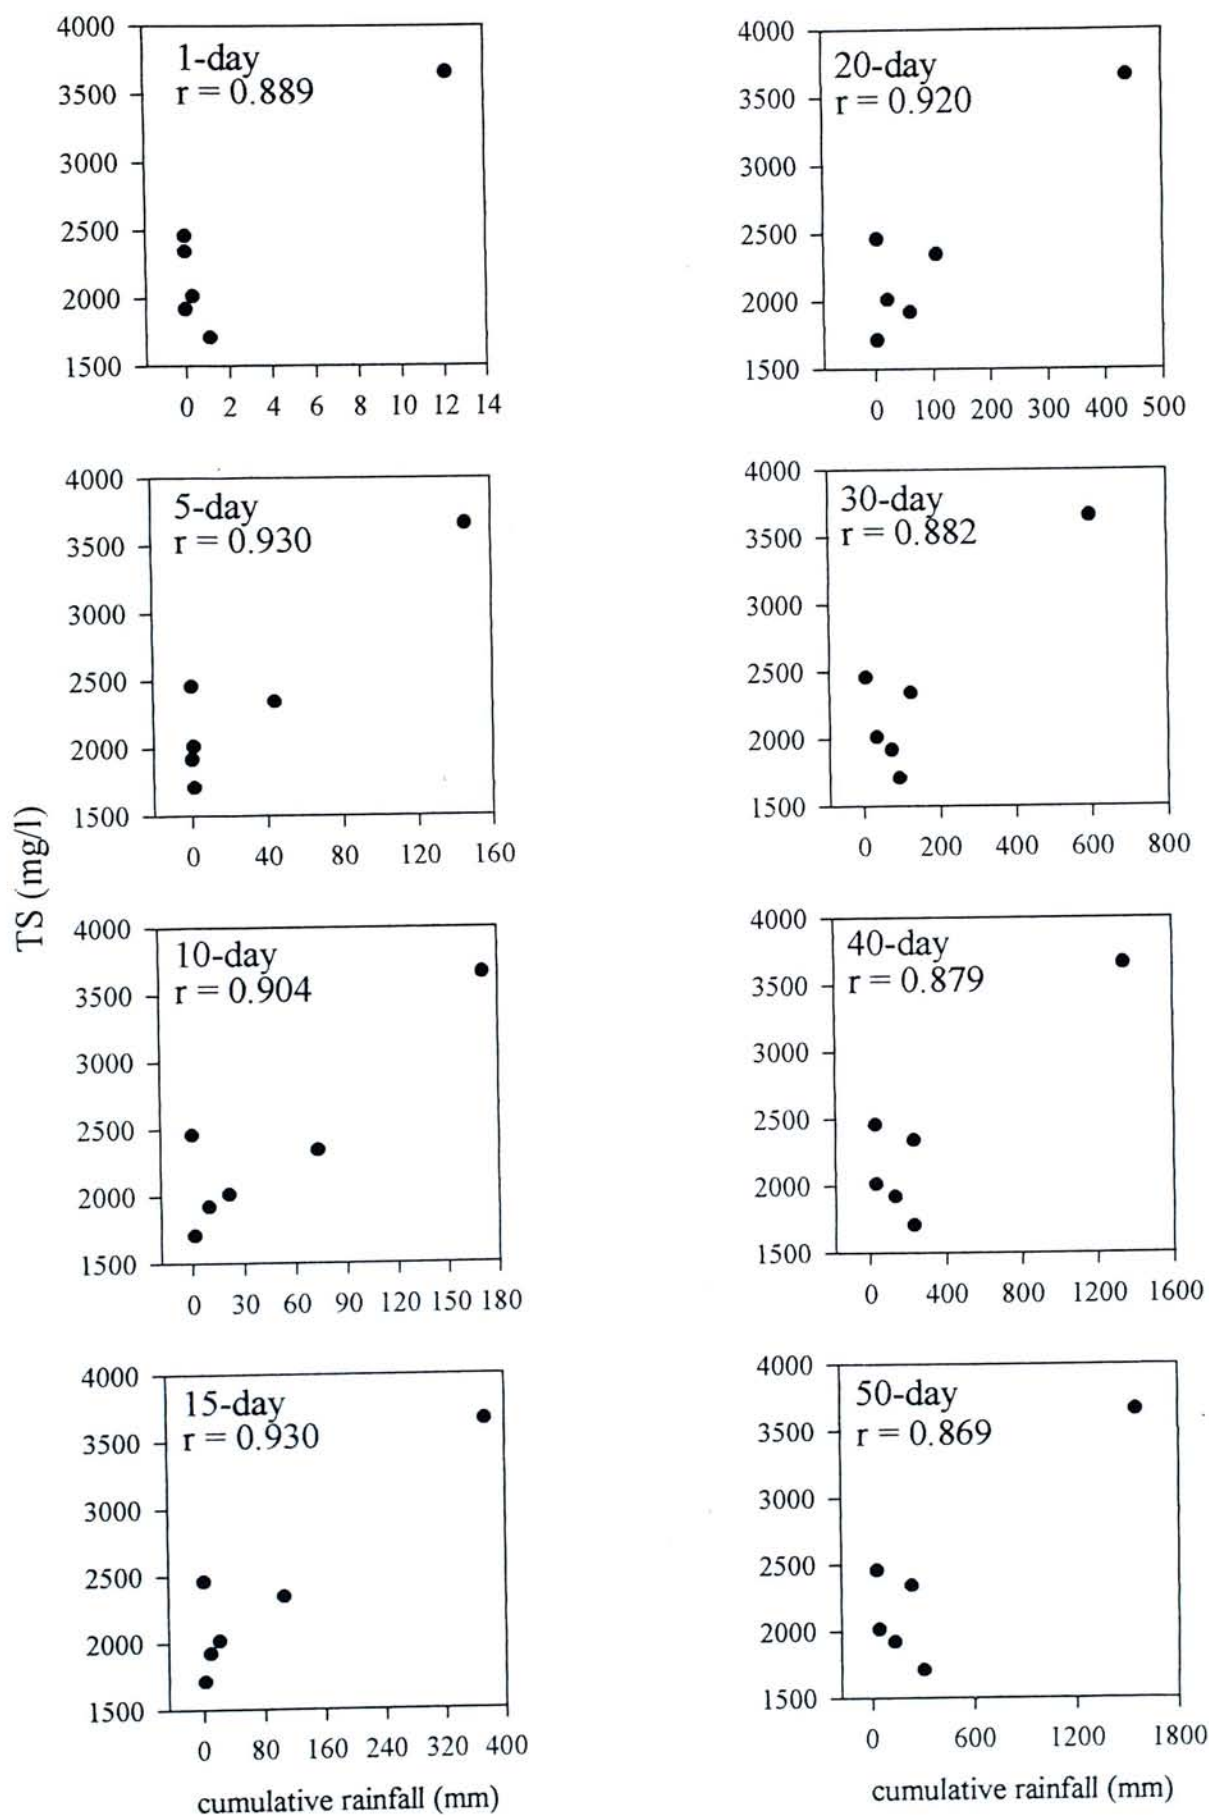 4000
3500
3000
2500
2000
1500
1-day
r = 0.889
0 2 4 6 8 10 12 14
4000
3500
3000
2500
2000
1500
5-day
r = 0.930
0 40 80 120 160
TS (mg/l)
4000
3500
3000
2500
2000
1500
10-day
r = 0.904
0 30 60 90 120 150 180
4000
3500
3000
2500
2000
1500
15-day
r = 0.930
0 80 160 240 320 400
cumulative rainfall (mm)
4000
3500
3000
2500
2000
1500
20-day
r = 0.920
0 100 200 300 400 500
4000
3500
3000
2500
2000
1500
30-day
r = 0.882
0 200 400 600 800
4000
3500
3000
2500
2000
1500
40-day
r = 0.879
0 400 800 1200 1600
4000
3500
3000
2500
2000
1500
50-day
r = 0.869
0 600 1200 1800
cumulative rainfall (mm)